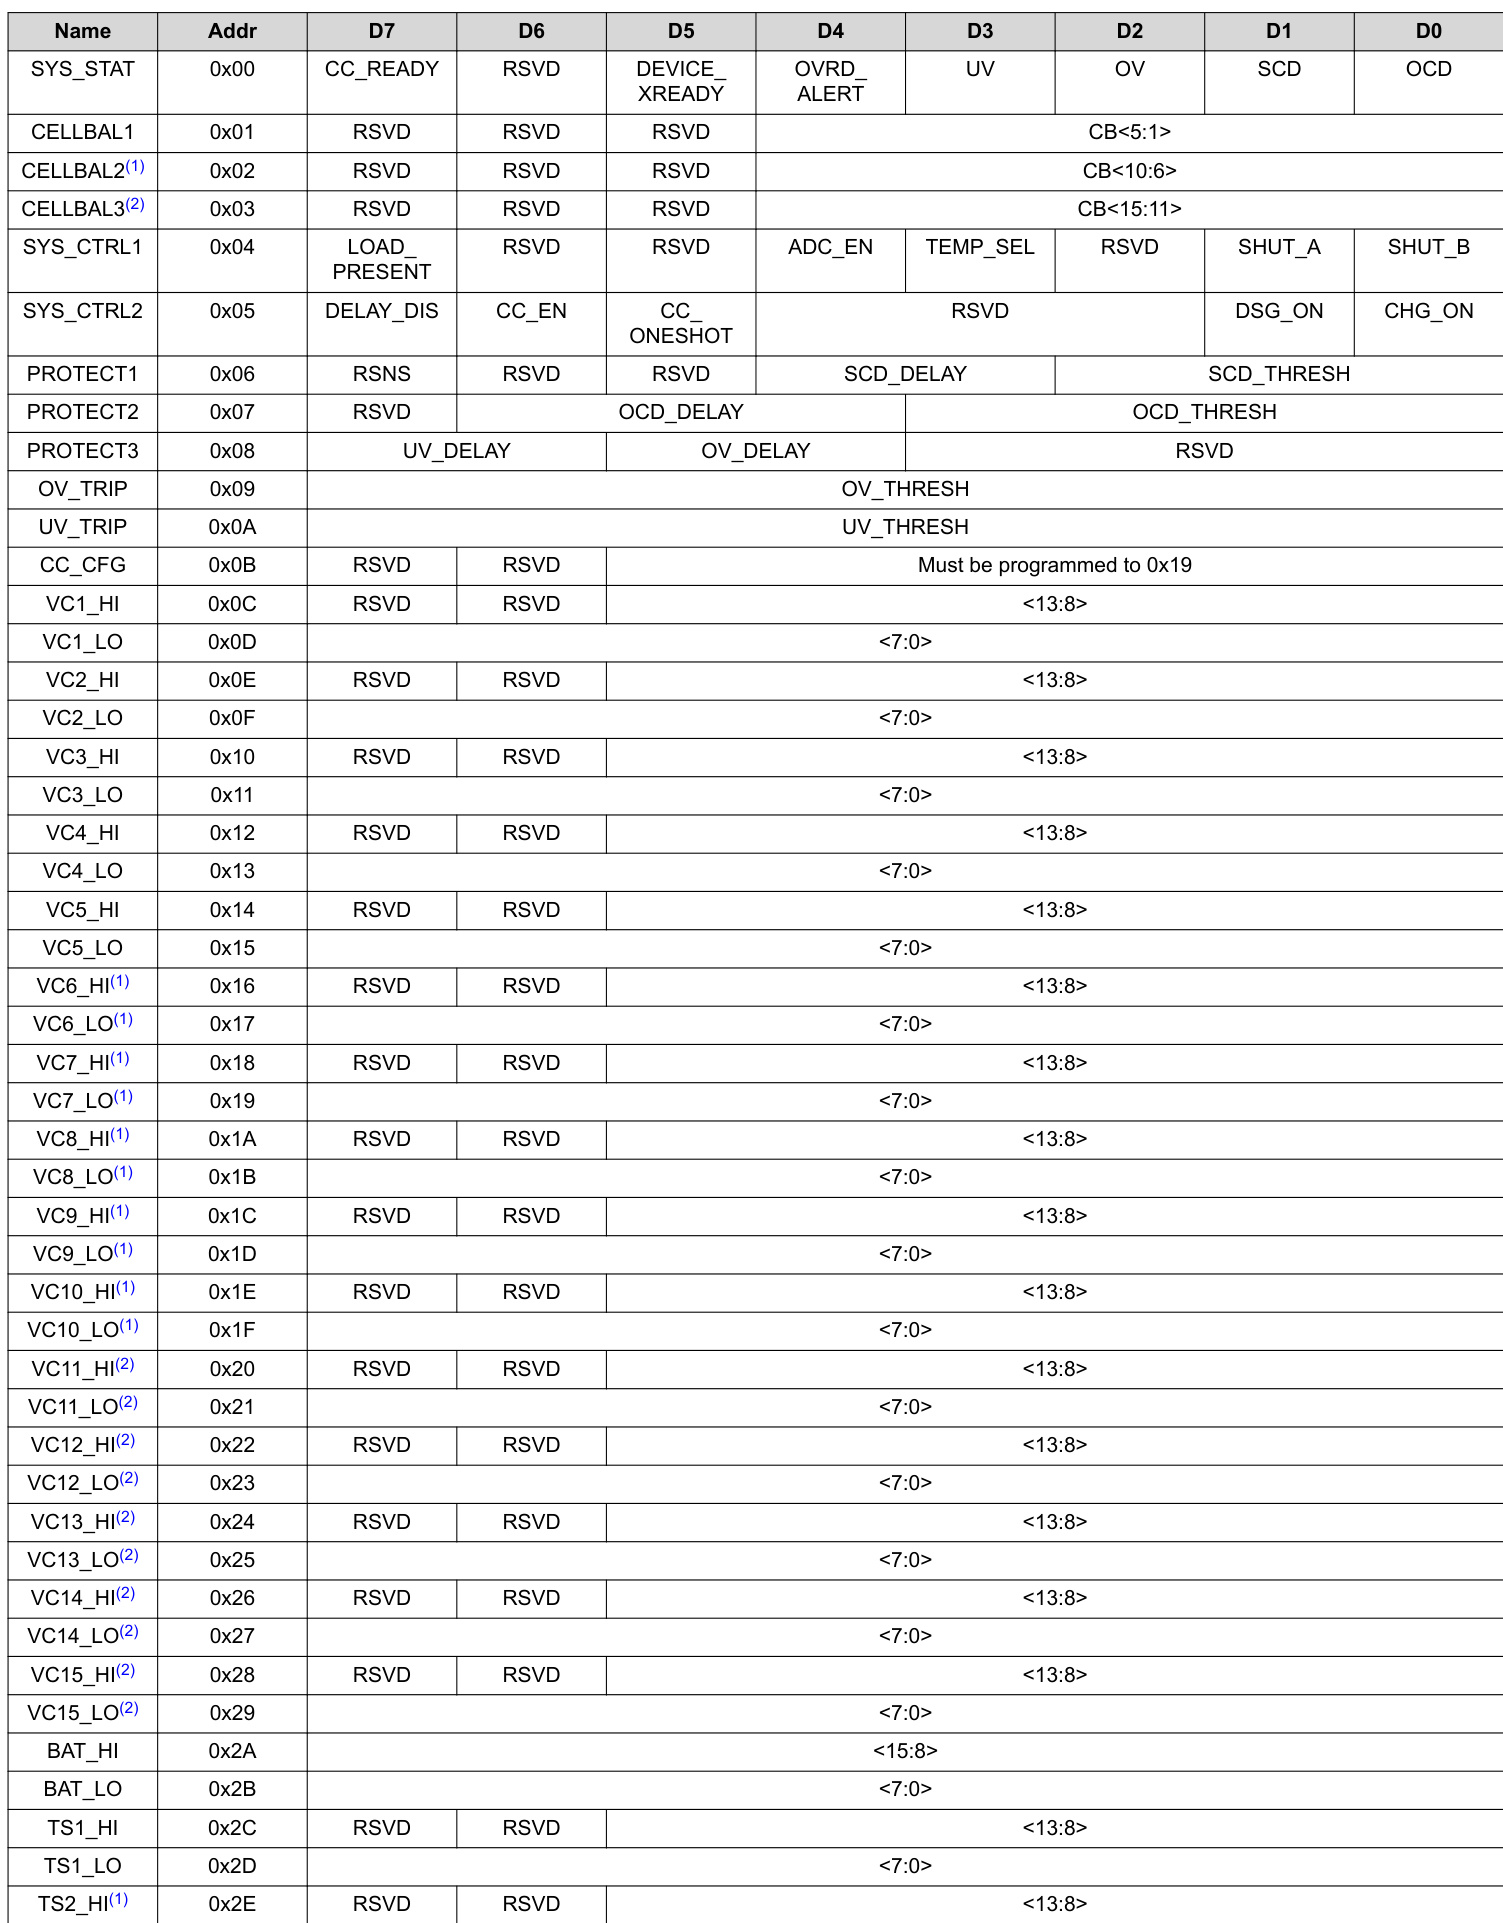 Name Addr D7 D6 D5 D4 D3 D2 D1 D0
SYS_STAT 0x00 CC_READY RSVD DEVICE_ OVRD_ UV OV SCD OCD
XREADY ALERT
CELLBAL1 0x01 RSVD RSVD RSVD CB<5:1>
CELLBAL2(1) 0x02 RSVD RSVD RSVD CB<10:6>
CELLBAL3(2) 0x03 RSVD RSVD RSVD CB<15:11>
SYS_CTRL1 0x04 LOAD_ RSVD RSVD ADC_EN TEMP_SEL RSVD SHUT_A SHUT_B
PRESENT
SYS_CTRL2 0x05 DELAY_DIS CC_EN CC_ RSVD DSG_ON CHG_ON
ONESHOT
PROTECT1 0x06 RSNS RSVD RSVD SCD_DELAY SCD_THRESH
PROTECT2 0x07 RSVD OCD_DELAY OCD_THRESH
PROTECT3 0x08 UV_DELAY OV_DELAY RSVD
OV_TRIP 0x09 OV_THRESH
UV_TRIP 0x0A UV_THRESH
CC_CFG 0x0B RSVD RSVD Must be programmed to 0x19
VC1_HI 0x0C RSVD RSVD <13:8>
VC1_LO 0x0D <7:0>
VC2_HI 0x0E RSVD RSVD <13:8>
VC2_LO 0x0F <7:0>
VC3_HI 0x10 RSVD RSVD <13:8>
VC3_LO 0x11 <7:0>
VC4_HI 0x12 RSVD RSVD <13:8>
VC4_LO 0x13 <7:0>
VC5_HI 0x14 RSVD RSVD <13:8>
VC5_LO 0x15 <7:0>
VC6_HI(1) 0x16 RSVD RSVD <13:8>
VC6_LO(1) 0x17 <7:0>
VC7_HI(1) 0x18 RSVD RSVD <13:8>
VC7_LO(1) 0x19 <7:0>
VC8_HI(1) 0x1A RSVD RSVD <13:8>
VC8_LO(1) 0x1B <7:0>
VC9_HI(1) 0x1C RSVD RSVD <13:8>
VC9_LO(1) 0x1D <7:0>
VC10_HI(1) 0x1E RSVD RSVD <13:8>
VC10_LO(1) 0x1F <7:0>
VC11_HI(2) 0x20 RSVD RSVD <13:8>
VC11_LO(2) 0x21 <7:0>
VC12_HI(2) 0x22 RSVD RSVD <13:8>
VC12_LO(2) 0x23 <7:0>
VC13_HI(2) 0x24 RSVD RSVD <13:8>
VC13_LO(2) 0x25 <7:0>
VC14_HI(2) 0x26 RSVD RSVD <13:8>
VC14_LO(2) 0x27 <7:0>
VC15_HI(2) 0x28 RSVD RSVD <13:8>
VC15_LO(2) 0x29 <7:0>
BAT_HI 0x2A <15:8>
BAT_LO 0x2B <7:0>
TS1_HI 0x2C RSVD RSVD <13:8>
TS1_LO 0x2D <7:0>
TS2_HI(1) 0x2E RSVD RSVD <13:8>